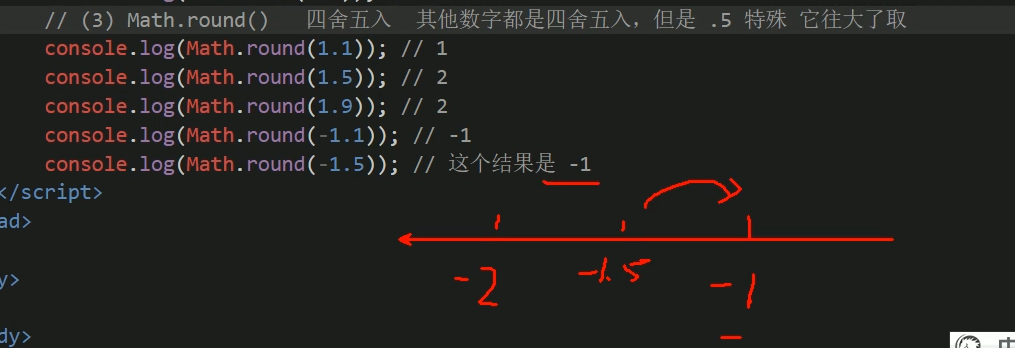 // (3) Math.round() 四舍五入 其他数字都是四舍五入，但是 .5 特殊 它往大了取
console.log(Math.round(1.1)); // 1
console.log(Math.round(1.5)); // 2
console.log(Math.round(1.9)); // 2
console.log(Math.round(-1.1)); // -1
console.log(Math.round(-1.5)); // 这个结果是 -1
</script>
ad>
-2 -1.5 -1
y>
dy>
中